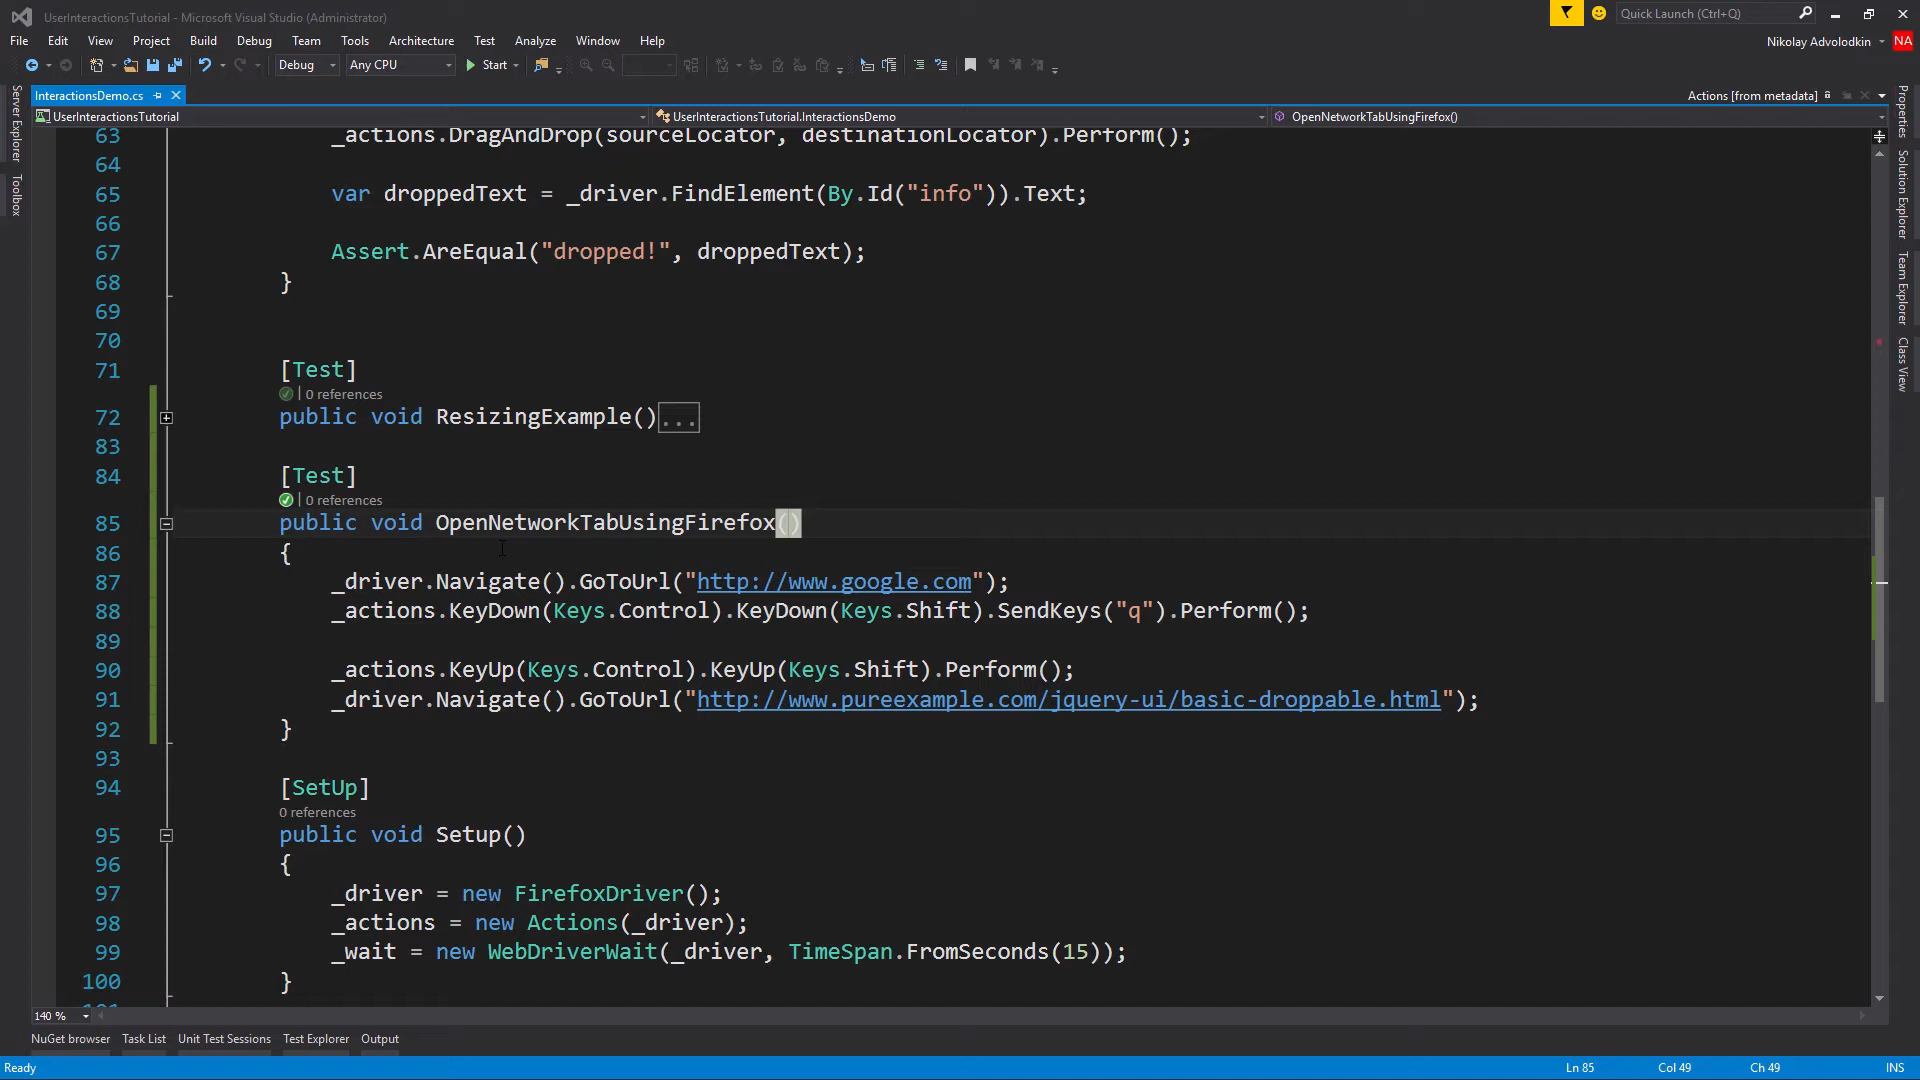 UserInteractionsTutorial - Microsoft Visual Studio (Administrator)
Quick Launch (Ctrl+Q)
File Edit View Project Build Debug Team Tools Architecture Test Analyze Window Help
Nikolay Advolodkin NA
Debug Any CPU Start
InteractionsDemo.cs
Actions [from metadata]
UserInteractionsTutorial
UserInteractionsTutorial.InteractionsDemo
OpenNetworkTabUsingFirefox()
Server Explorer
Toolbox
Properties
Solution Explorer
Team Explorer
Class View
63 _actions.DragAndDrop(sourceLocator, destinationLocator).Perform();
64
65 var droppedText = _driver.FindElement(By.Id("info")).Text;
66
67 Assert.AreEqual("dropped!", droppedText);
68 }
69
70
71 [Test]
| 0 references
72 public void ResizingExample()...
83
84 [Test]
| 0 references
85 public void OpenNetworkTabUsingFirefox()
86 {
87 _driver.Navigate().GoToUrl("http://www.google.com");
88 _actions.KeyDown(Keys.Control).KeyDown(Keys.Shift).SendKeys("q").Perform();
89
90 _actions.KeyUp(Keys.Control).KeyUp(Keys.Shift).Perform();
91 _driver.Navigate().GoToUrl("http://www.pureexample.com/jquery-ui/basic-droppable.html");
92 }
93
94 [SetUp]
0 references
95 public void Setup()
96 {
97 _driver = new FirefoxDriver();
98 _actions = new Actions(_driver);
99 _wait = new WebDriverWait(_driver, TimeSpan.FromSeconds(15));
100 }
140 %
NuGet browser Task List Unit Test Sessions Test Explorer Output
Ready
Ln 85 Col 49 Ch 49 INS